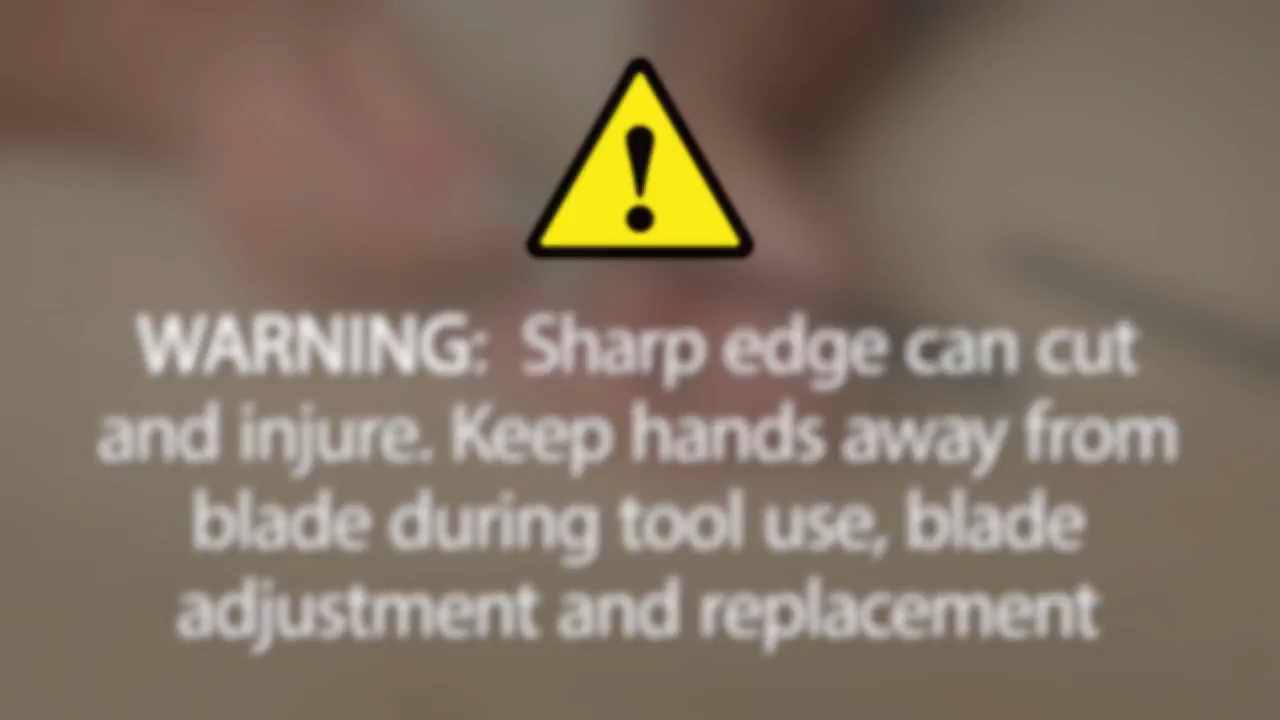 WARNING: Sharp edge can cut
and injure. Keep hands away from
blade during tool use, blade
adjustment and replacement